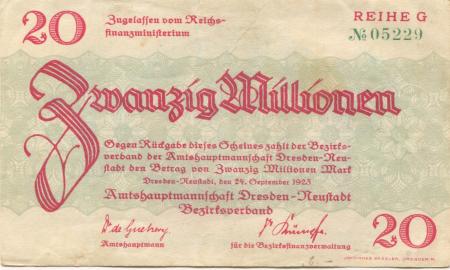 20
Zugelassen vom Reichs-
finanzministerium
REIHE G
№ 05229
Zwanzig Millionen
Gegen Rückgabe dieses Scheines zahlt der Bezirks-
verband der Amtshauptmannschaft Dresden-Neu-
stadt den Betrag von Zwanzig Millionen Mark
Dresden-Neustadt, den 24. September 1923
Amtshauptmannschaft Dresden-Neustadt
Bezirksverband
Amtshauptmann
für die Bezirksfinanzverwaltung
20